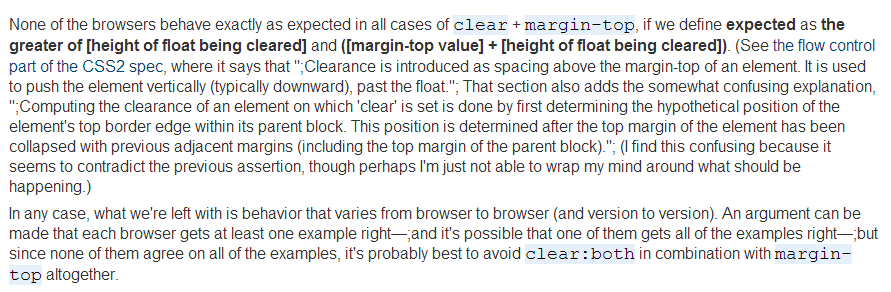 None of the browsers behave exactly as expected in all cases of clear + margin-top, if we define expected as the
greater of [height of float being cleared] and ([margin-top value] + [height of float being cleared]). (See the flow control
part of the CSS2 spec, where it says that ";Clearance is introduced as spacing above the margin-top of an element. It is used
to push the element vertically (typically downward), past the float."; That section also adds the somewhat confusing explanation,
";Computing the clearance of an element on which 'clear' is set is done by first determining the hypothetical position of the
element's top border edge within its parent block. This position is determined after the top margin of the element has been
collapsed with previous adjacent margins (including the top margin of the parent block)."; (I find this confusing because it
seems to contradict the previous assertion, though perhaps I'm just not able to wrap my mind around what should be
happening.)
In any case, what we're left with is behavior that varies from browser to browser (and version to version). An argument can be
made that each browser gets at least one example right—;and it's possible that one of them gets all of the examples right—;but
since none of them agree on all of the examples, it's probably best to avoid clear:both in combination with margin-
top altogether.